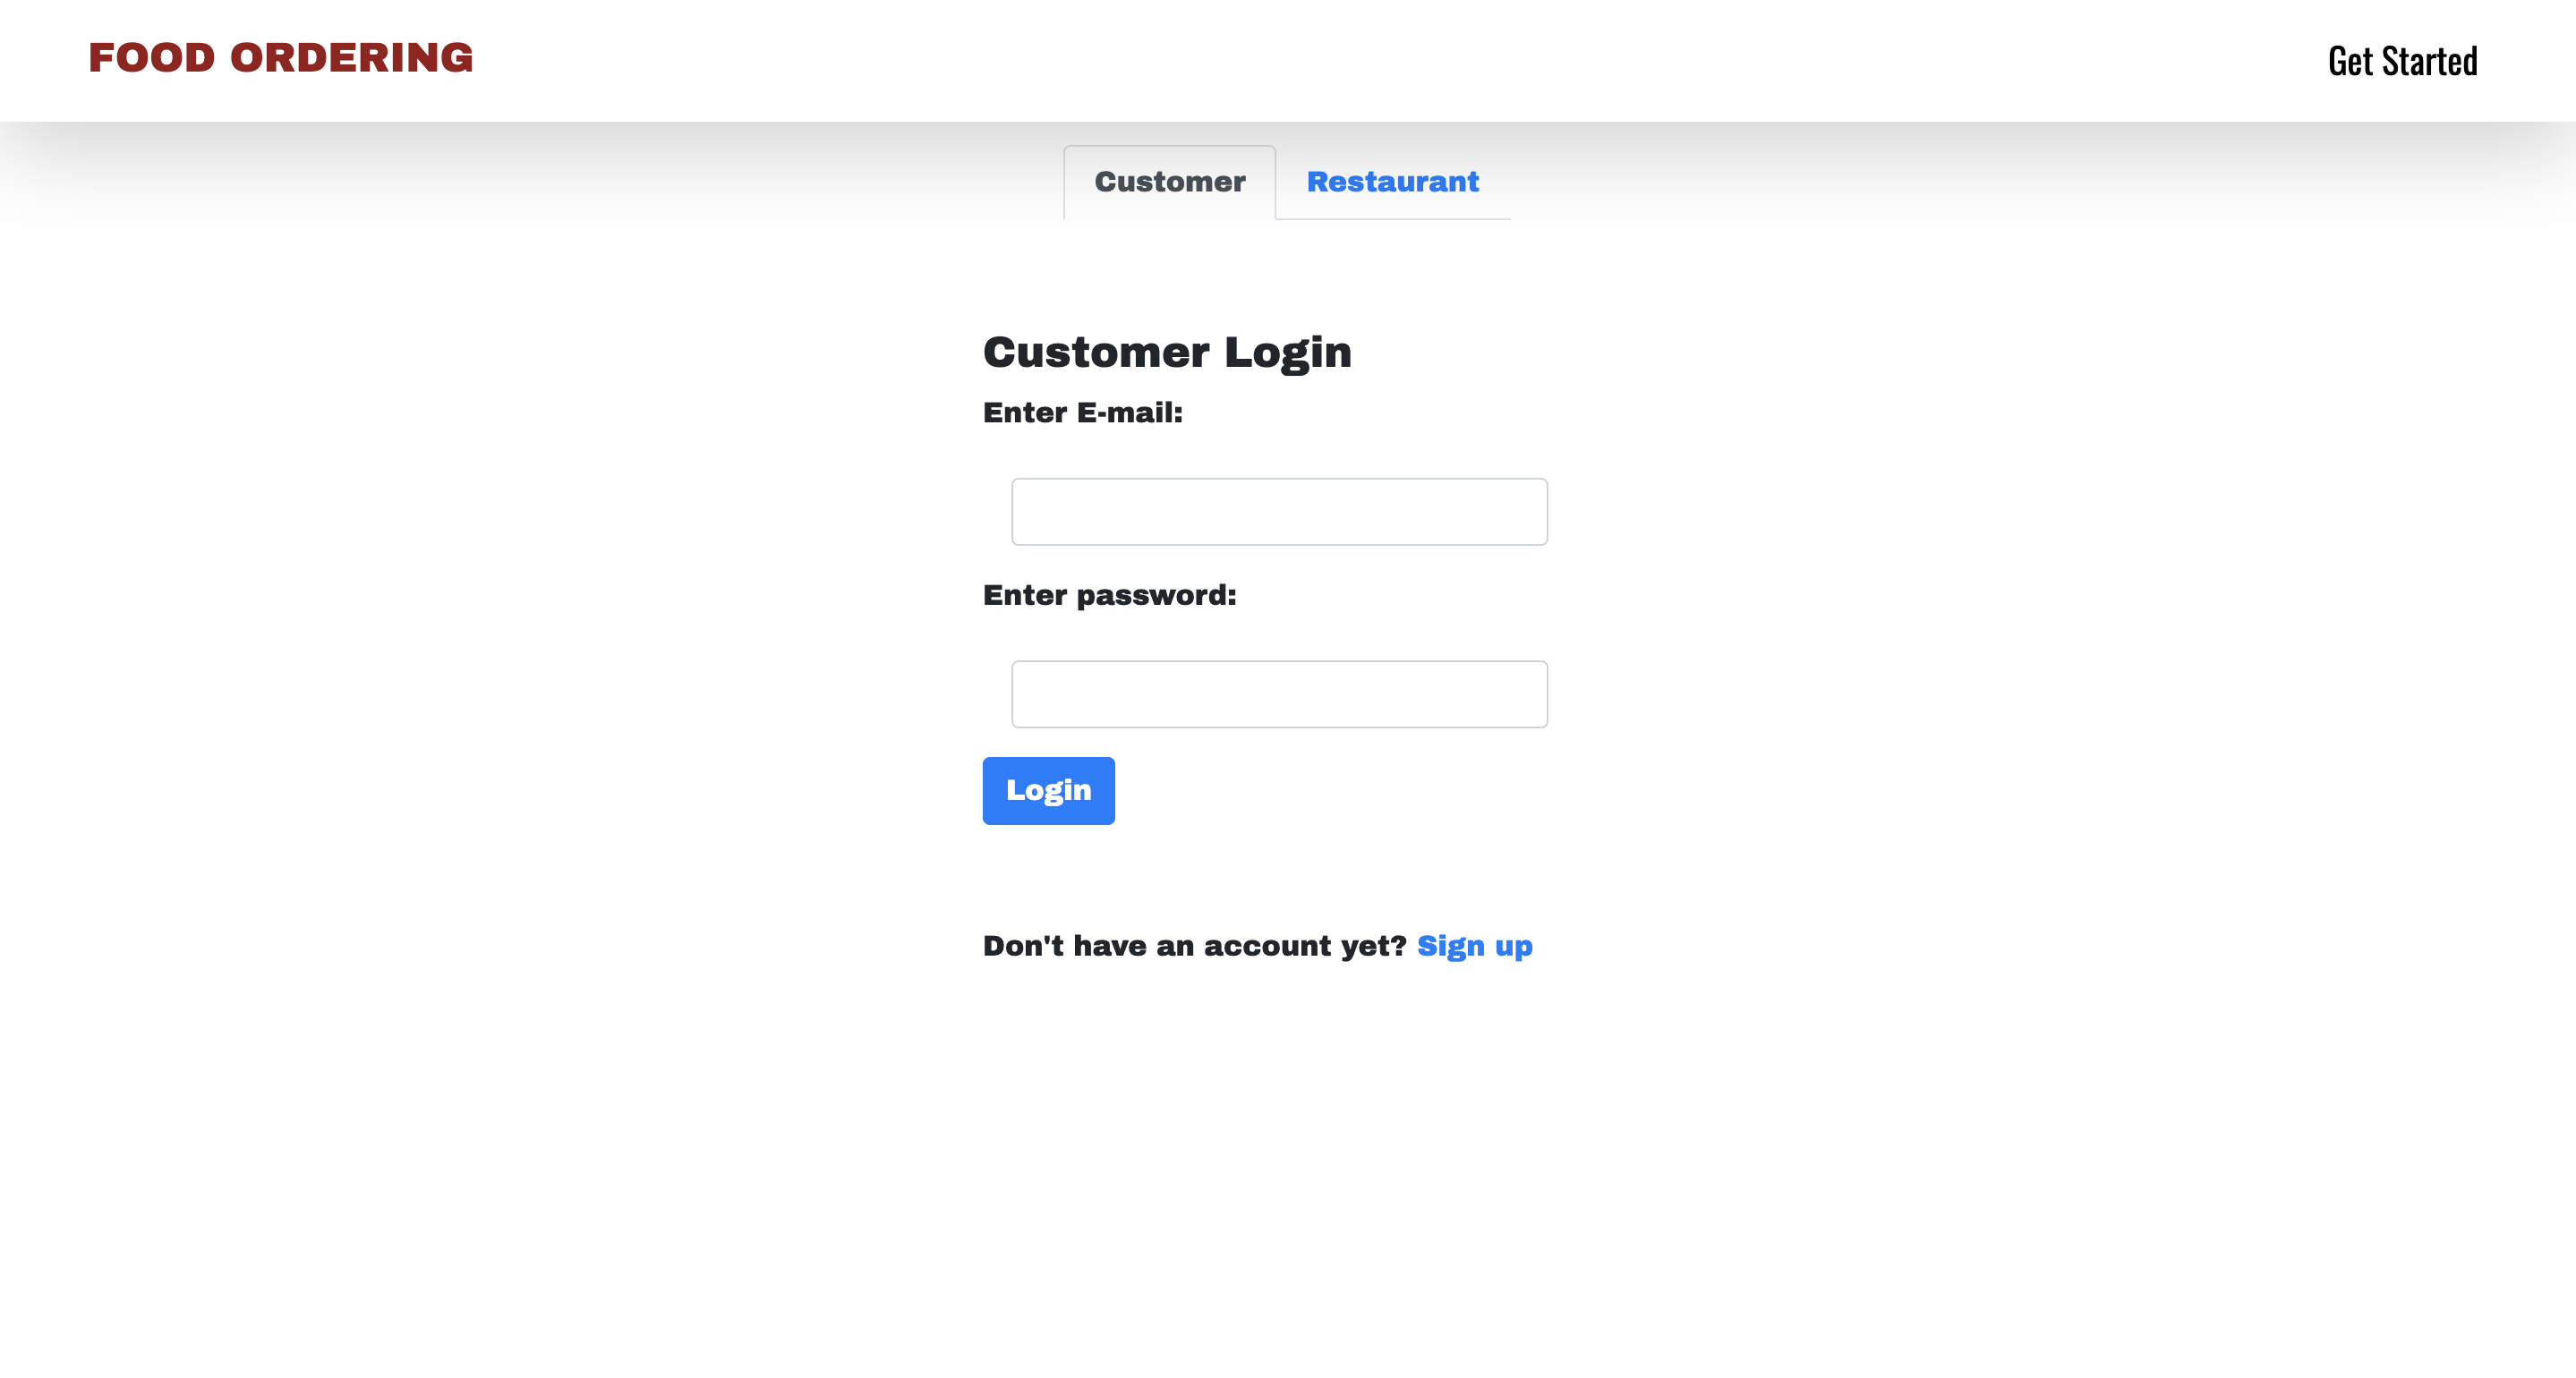 FOOD ORDERING
Get Started
Customer
Restaurant
Customer Login
Enter E-mail:
Enter password:
Login
Don't have an account yet? Sign up